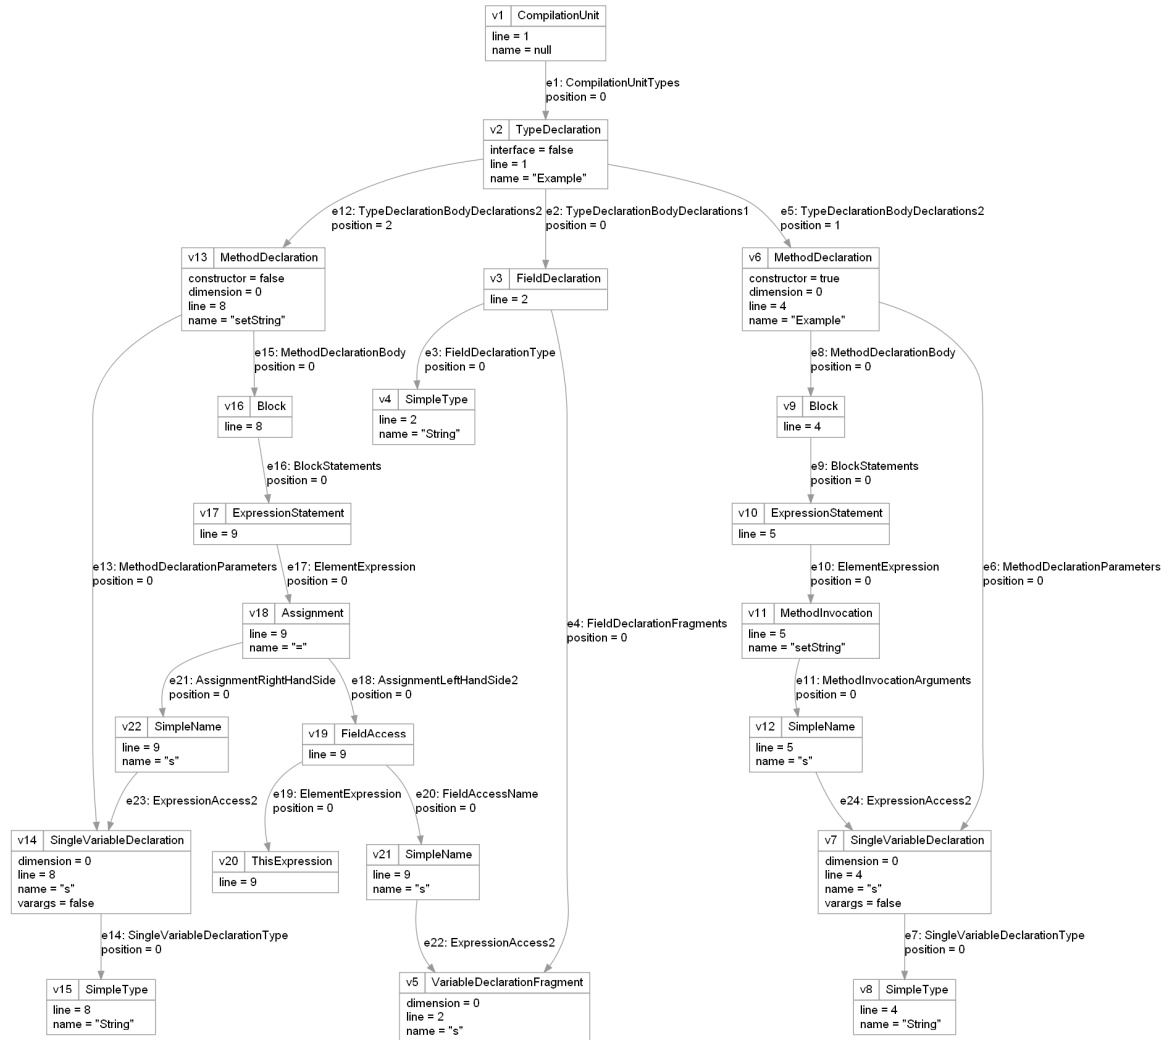 v1 CompilationUnit
line = 1
name = null
e1: CompilationUnitTypes
position = 0
v2 TypeDeclaration
interface = false
line = 1
name = "Example"
e12: TypeDeclarationBodyDeclarations2
position = 2
e2: TypeDeclarationBodyDeclarations1
position = 0
e5: TypeDeclarationBodyDeclarations2
position = 1
v13 MethodDeclaration
constructor = false
dimension = 0
line = 8
name = "setString"
v3 FieldDeclaration
line = 2
v6 MethodDeclaration
constructor = true
dimension = 0
line = 4
name = "Example"
e15: MethodDeclarationBody
position = 0
e3: FieldDeclarationType
position = 0
e8: MethodDeclarationBody
position = 0
v16 Block
line = 8
v4 SimpleType
line = 2
name = "String"
v9 Block
line = 4
e16: BlockStatements
position = 0
e9: BlockStatements
position = 0
v17 ExpressionStatement
line = 9
v10 ExpressionStatement
line = 5
e13: MethodDeclarationParameters
position = 0
e17: ElementExpression
position = 0
e10: ElementExpression
position = 0
e6: MethodDeclarationParameters
position = 0
v18 Assignment
line = 9
name = "="
e4: FieldDeclarationFragments
position = 0
v11 MethodInvocation
line = 5
name = "setString"
e21: AssignmentRightHandSide
position = 0
e18: AssignmentLeftHandSide2
position = 0
e11: MethodInvocationArguments
position = 0
v22 SimpleName
line = 9
name = "s"
v19 FieldAccess
line = 9
v12 SimpleName
line = 5
name = "s"
e23: ExpressionAccess2
e19: ElementExpression
position = 0
e20: FieldAccessName
position = 0
e24: ExpressionAccess2
v14 SingleVariableDeclaration
dimension = 0
line = 8
name = "s"
varargs = false
v20 ThisExpression
line = 9
v21 SimpleName
line = 9
name = "s"
v7 SingleVariableDeclaration
dimension = 0
line = 4
name = "s"
varargs = false
e14: SingleVariableDeclarationType
position = 0
e22: ExpressionAccess2
e7: SingleVariableDeclarationType
position = 0
v15 SimpleType
line = 8
name = "String"
v5 VariableDeclarationFragment
dimension = 0
line = 2
name = "s"
v8 SimpleType
line = 4
name = "String"